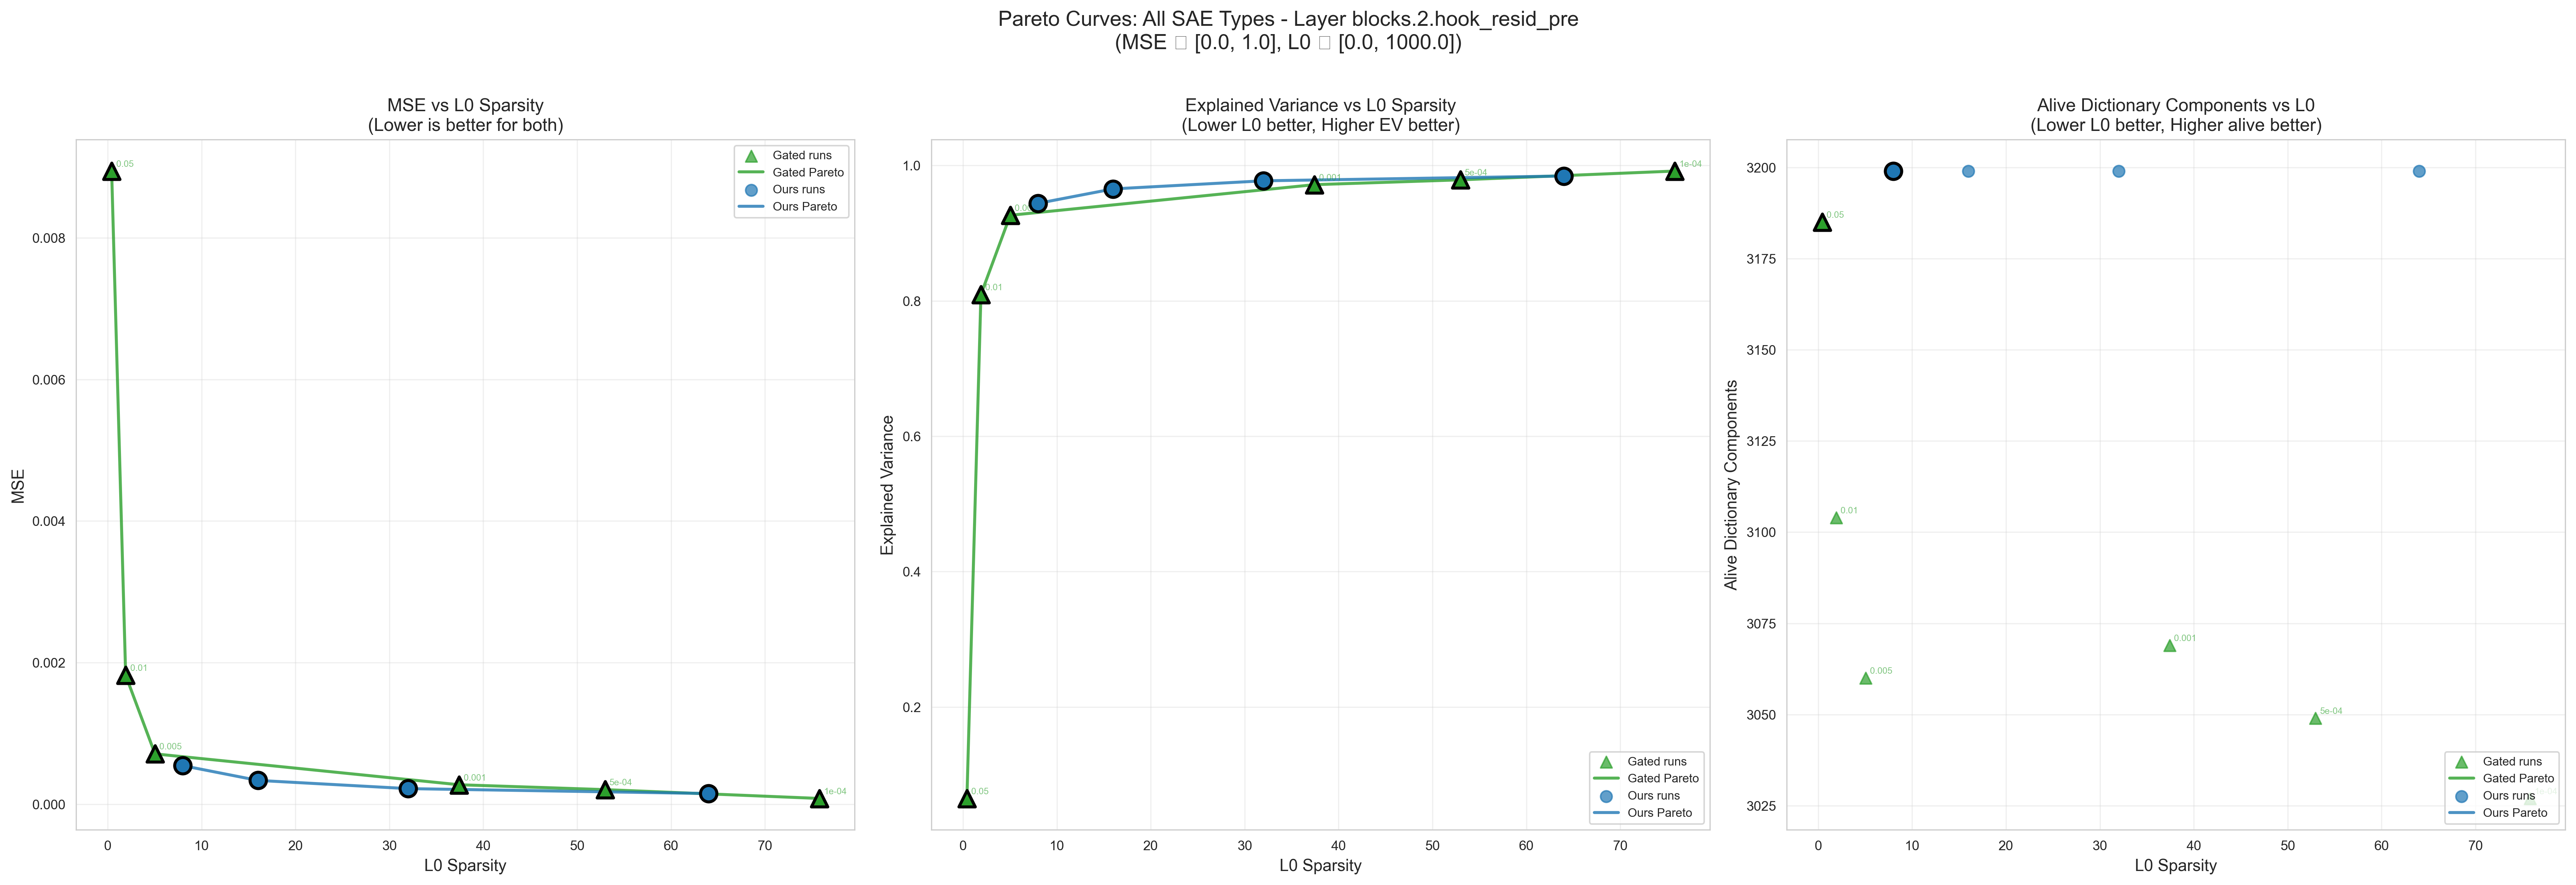 Pareto Curves: All SAE Types - Layer blocks.2.hook_resid_pre
(MSE □ [0.0, 1.0], L0 □ [0.0, 1000.0])
MSE vs L0 Sparsity
(Lower is better for both)
0.008
0.006
0.004
0.002
0.000
MSE
0.05
0.01
0.005
0.001
5e-04
1e-04
Gated runs
Gated Pareto
Ours runs
Ours Pareto
0 10 20 30 40 50 60 70
L0 Sparsity
Explained Variance vs L0 Sparsity
(Lower L0 better, Higher EV better)
1.0
0.8
0.6
0.4
0.2
Explained Variance
0.05
0.01
0.001
5e-04
1e-04
Gated runs
Gated Pareto
Ours runs
Ours Pareto
0 10 20 30 40 50 60 70
L0 Sparsity
Alive Dictionary Components vs L0
(Lower L0 better, Higher alive better)
3200
3175
3150
3125
3100
3075
3050
3025
Alive Dictionary Components
0.05
0.01
0.005
0.001
5e-04
Gated runs
Gated Pareto
Ours runs
Ours Pareto
0 10 20 30 40 50 60 70
L0 Sparsity